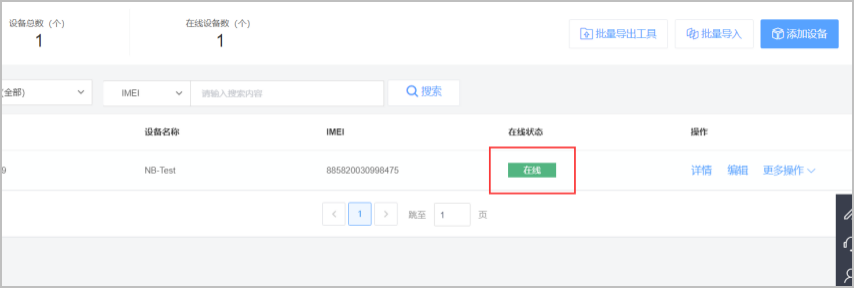 设备总数（个） 在线设备数（个）
1 1 批量导出工具 批量导入 添加设备
(全部) IMEI 请输入搜索内容 搜索
设备名称 IMEI 在线状态 操作
9 NB-Test 885820030998475 在线 详情 编辑 更多操作
1 跳至 1 页